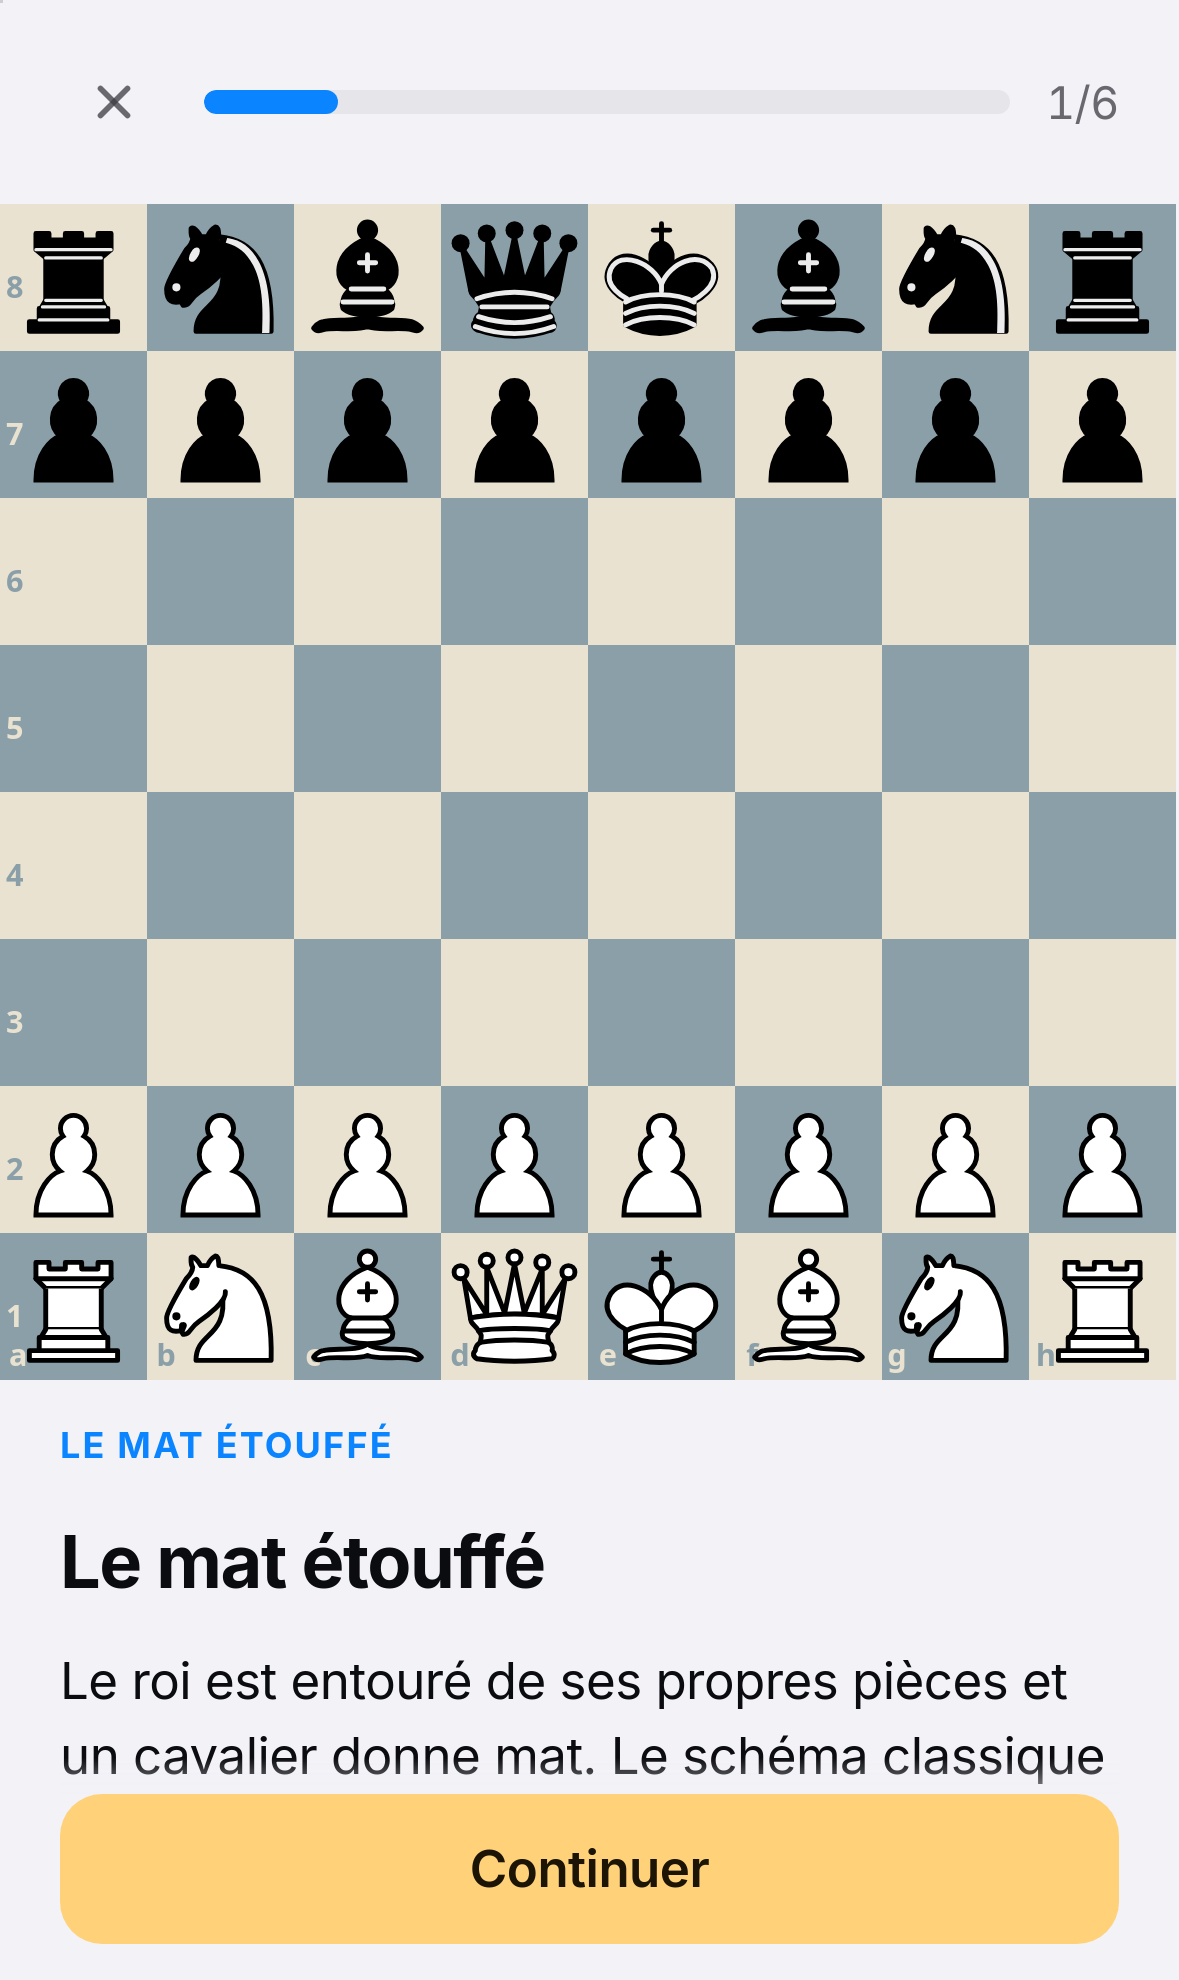 1/6
8
7
6
5
4
3
2
1
a b c d e f g h
LE MAT ÉTOUFFÉ
Le mat étouffé
Le roi est entouré de ses propres pièces et
un cavalier donne mat. Le schéma classique
Continuer